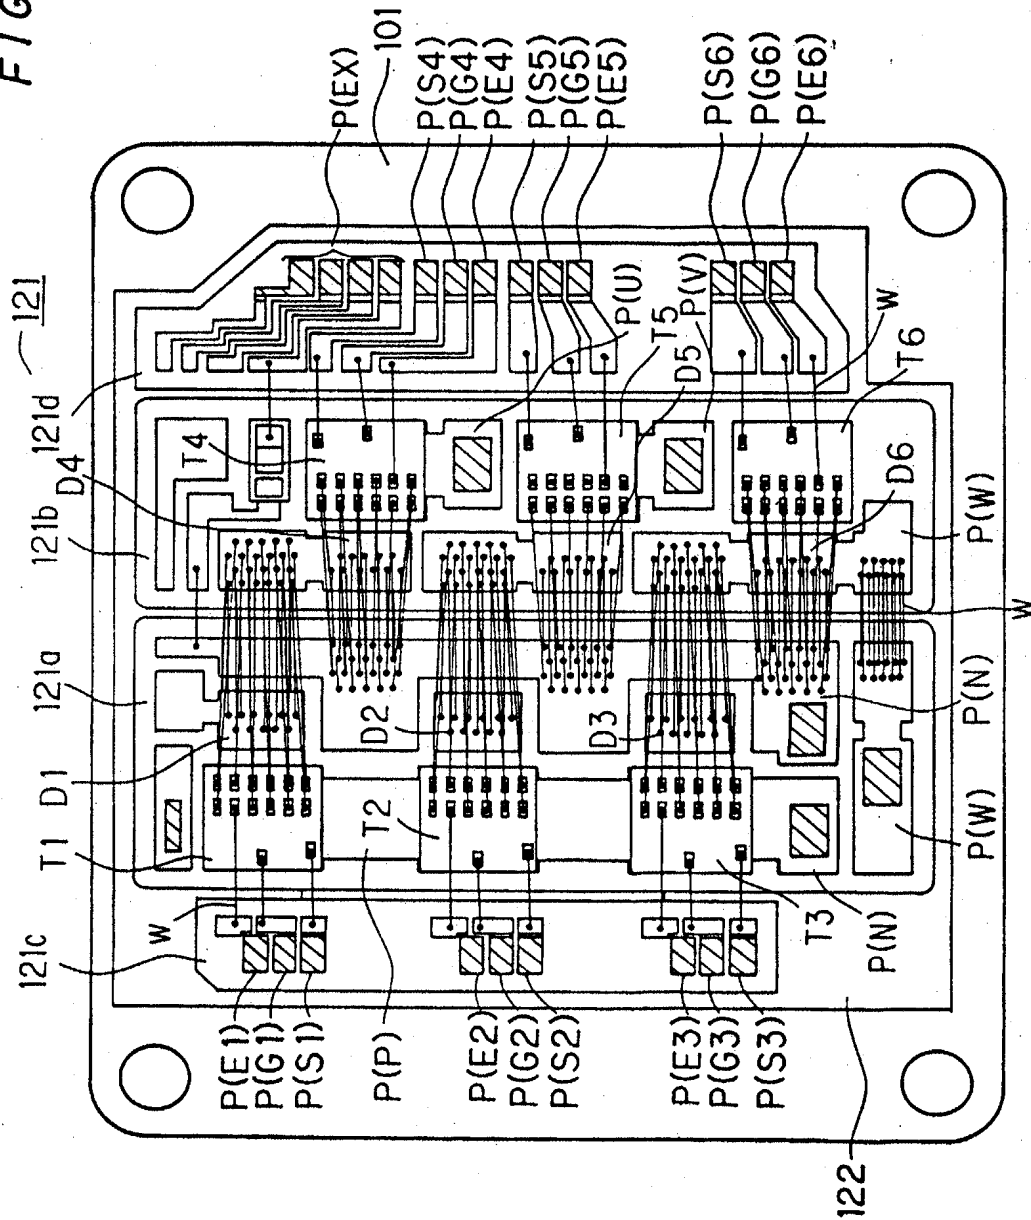 FIG
121
P(EX)
101
P(S4)
P(G4)
P(E4)
P(S5)
P(G5)
P(E5)
P(S6)
P(G6)
P(E6)
121d
121b
D4
T4
P(U)
T5
D5
P(V)
W
T6
D6
P(W)
W
121a
D1
T1
D2
T2
D3
T3
P(N)
P(W)
P(N)
121c
W
P(E1)
P(G1)
P(S1)
P(P)
P(E2)
P(G2)
P(S2)
P(E3)
P(G3)
P(S3)
122